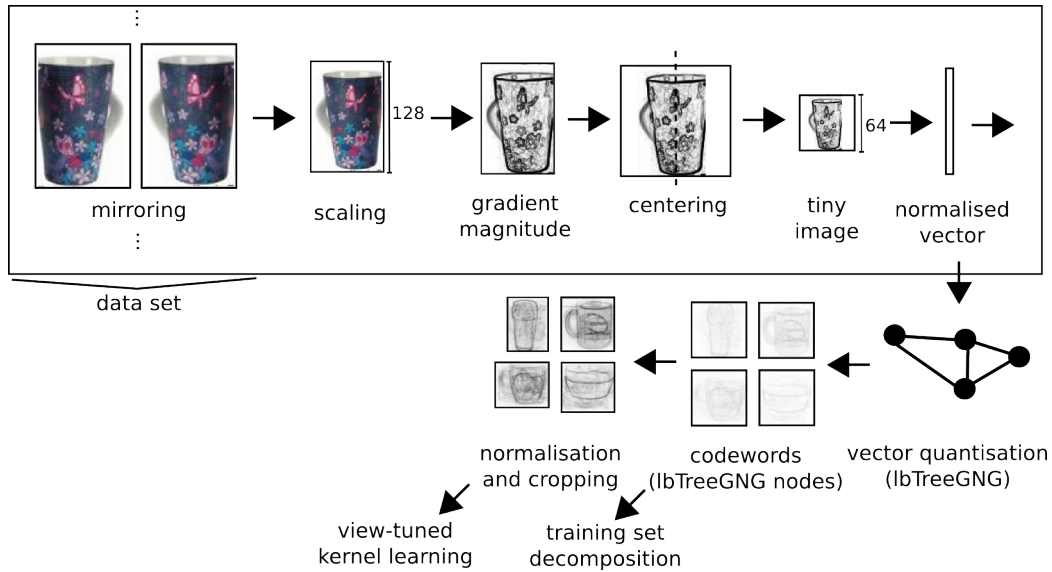 128
64
mirroring
scaling
gradient
magnitude
centering
tiny
image
normalised
vector
data set
normalisation
and cropping
codewords
(lbTreeGNG nodes)
vector quantisation
(lbTreeGNG)
view-tuned
kernel learning
training set
decomposition